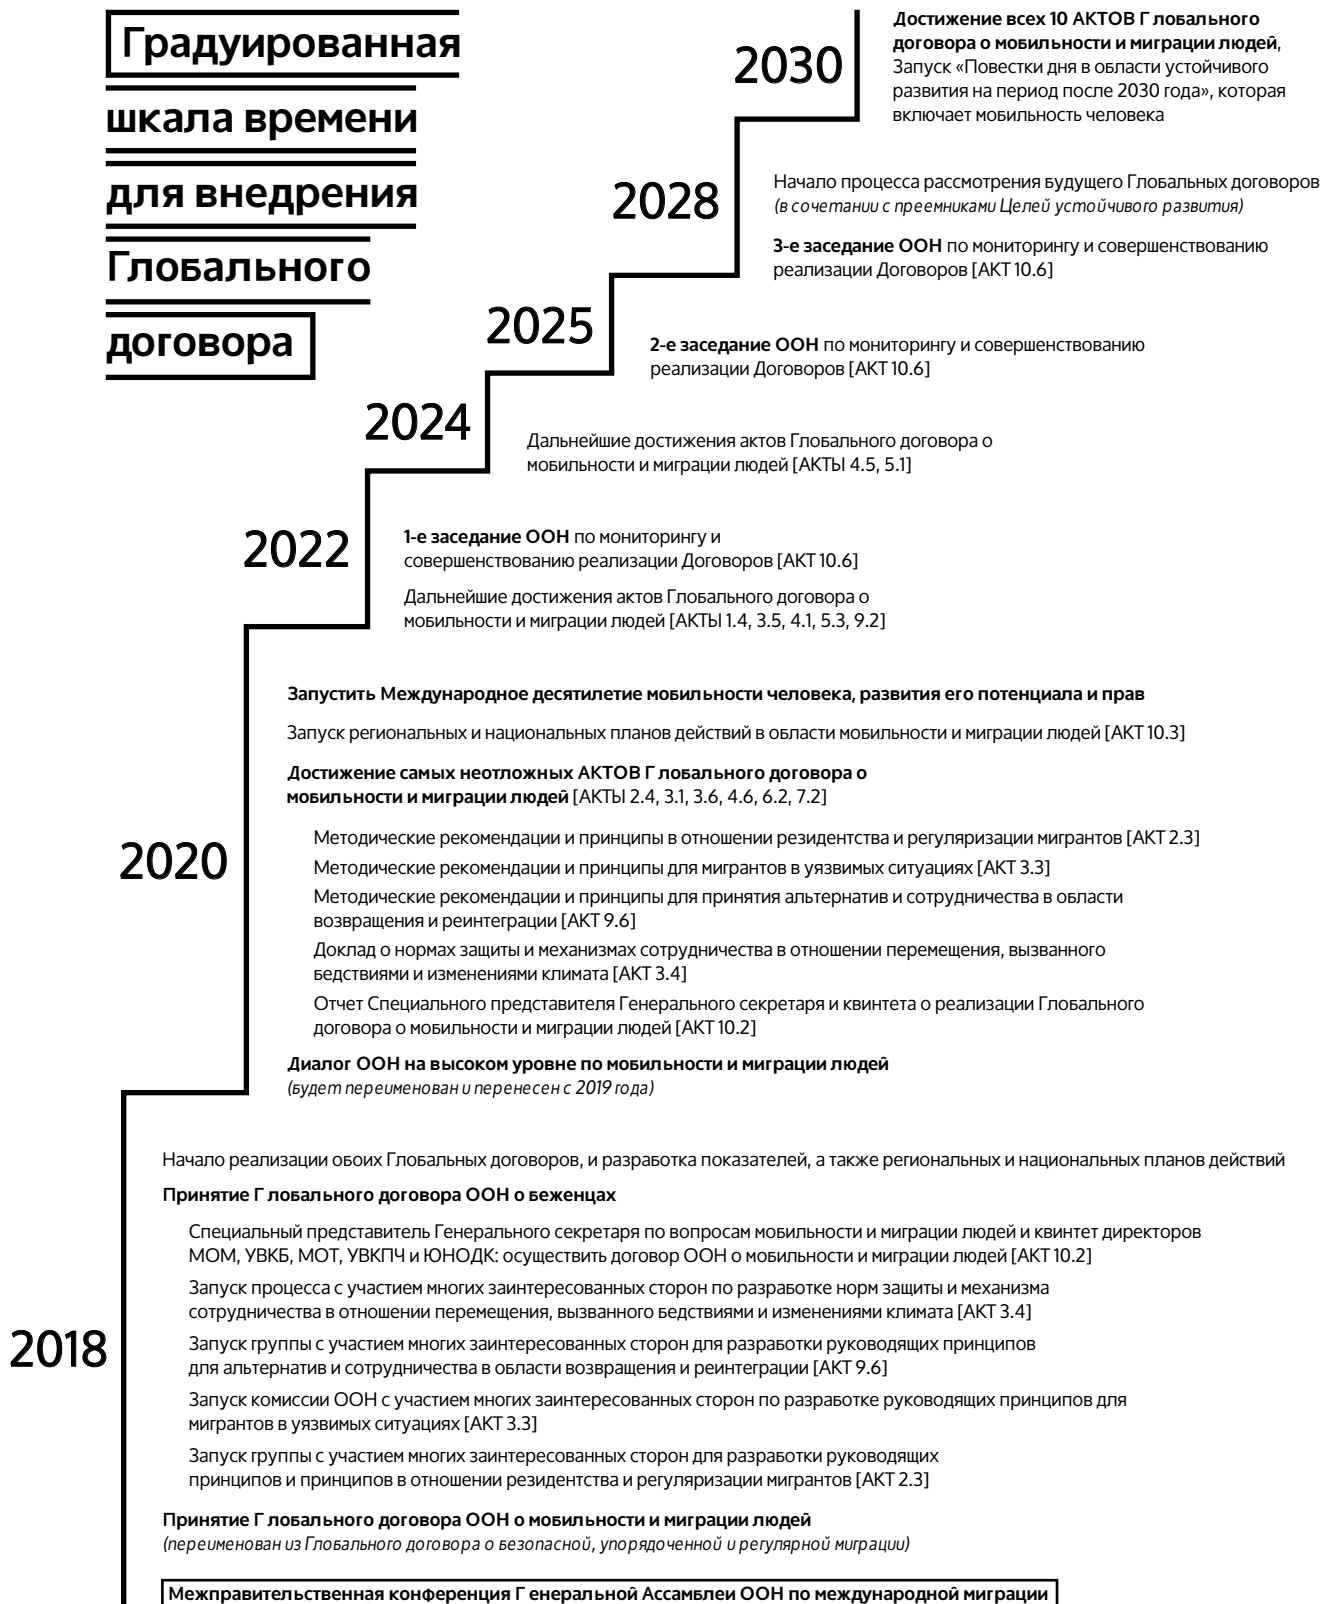 Градуированная
шкала времени
для внедрения
Глобального
договора
2030
Достижение всех 10 АКТОВ Г лобального
договора о мобильности и миграции людей,
Запуск «Повестки дня в области устойчивого
развития на период после 2030 года», которая
включает мобильность человека
2028
Начало процесса рассмотрения будущего Глобальных договоров
(в сочетании с преемниками Целей устойчивого развития)
3-е заседание ООН по мониторингу и совершенствованию
реализации Договоров [АКТ 10.6]
2025
2-е заседание ООН по мониторингу и совершенствованию
реализации Договоров [АКТ 10.6]
2024
Дальнейшие достижения актов Глобального договора о
мобильности и миграции людей [АКТЫ 4.5, 5.1]
2022
1-е заседание ООН по мониторингу и
совершенствованию реализации Договоров [АКТ 10.6]
Дальнейшие достижения актов Глобального договора о
мобильности и миграции людей [АКТЫ 1.4, 3.5, 4.1, 5.3, 9.2]
2020
Запустить Международное десятилетие мобильности человека, развития его потенциала и прав
Запуск региональных и национальных планов действий в области мобильности и миграции людей [АКТ 10.3]
Достижение самых неотложных АКТОВ Г лобального договора о
мобильности и миграции людей [АКТЫ 2.4, 3.1, 3.6, 4.6, 6.2, 7.2]
Методические рекомендации и принципы в отношении резидентства и регуляризации мигрантов [АКТ 2.3]
Методические рекомендации и принципы для мигрантов в уязвимых ситуациях [АКТ 3.3]
Методические рекомендации и принципы для принятия альтернатив и сотрудничества в области
возвращения и реинтеграции [АКТ 9.6]
Доклад о нормах защиты и механизмах сотрудничества в отношении перемещения, вызванного
бедствиями и изменениями климата [АКТ 3.4]
Отчет Специального представителя Генерального секретаря и квинтета о реализации Глобального
договора о мобильности и миграции людей [АКТ 10.2]
Диалог ООН на высоком уровне по мобильности и миграции людей
(будет переименован и перенесен с 2019 года)
2018
Начало реализации обоих Глобальных договоров, и разработка показателей, а также региональных и национальных планов действий
Принятие Г лобального договора ООН о беженцах
Специальный представитель Генерального секретаря по вопросам мобильности и миграции людей и квинтет директоров
МОМ, УВКБ, МОТ, УВКПЧ и ЮНОДК: осуществить договор ООН о мобильности и миграции людей [АКТ 10.2]
Запуск процесса с участием многих заинтересованных сторон по разработке норм защиты и механизма
сотрудничества в отношении перемещения, вызванного бедствиями и изменениями климата [АКТ 3.4]
Запуск группы с участием многих заинтересованных сторон для разработки руководящих принципов
для альтернатив и сотрудничества в области возвращения и реинтеграции [АКТ 9.6]
Запуск комиссии ООН с участием многих заинтересованных сторон по разработке руководящих принципов для
мигрантов в уязвимых ситуациях [АКТ 3.3]
Запуск группы с участием многих заинтересованных сторон для разработки руководящих
принципов и принципов в отношении резидентства и регуляризации мигрантов [АКТ 2.3]
Принятие Г лобального договора ООН о мобильности и миграции людей
(переименован из Глобального договора о безопасной, упорядоченной и регулярной миграции)
Межправительственная конференция Г енеральной Ассамблеи ООН по международной миграции